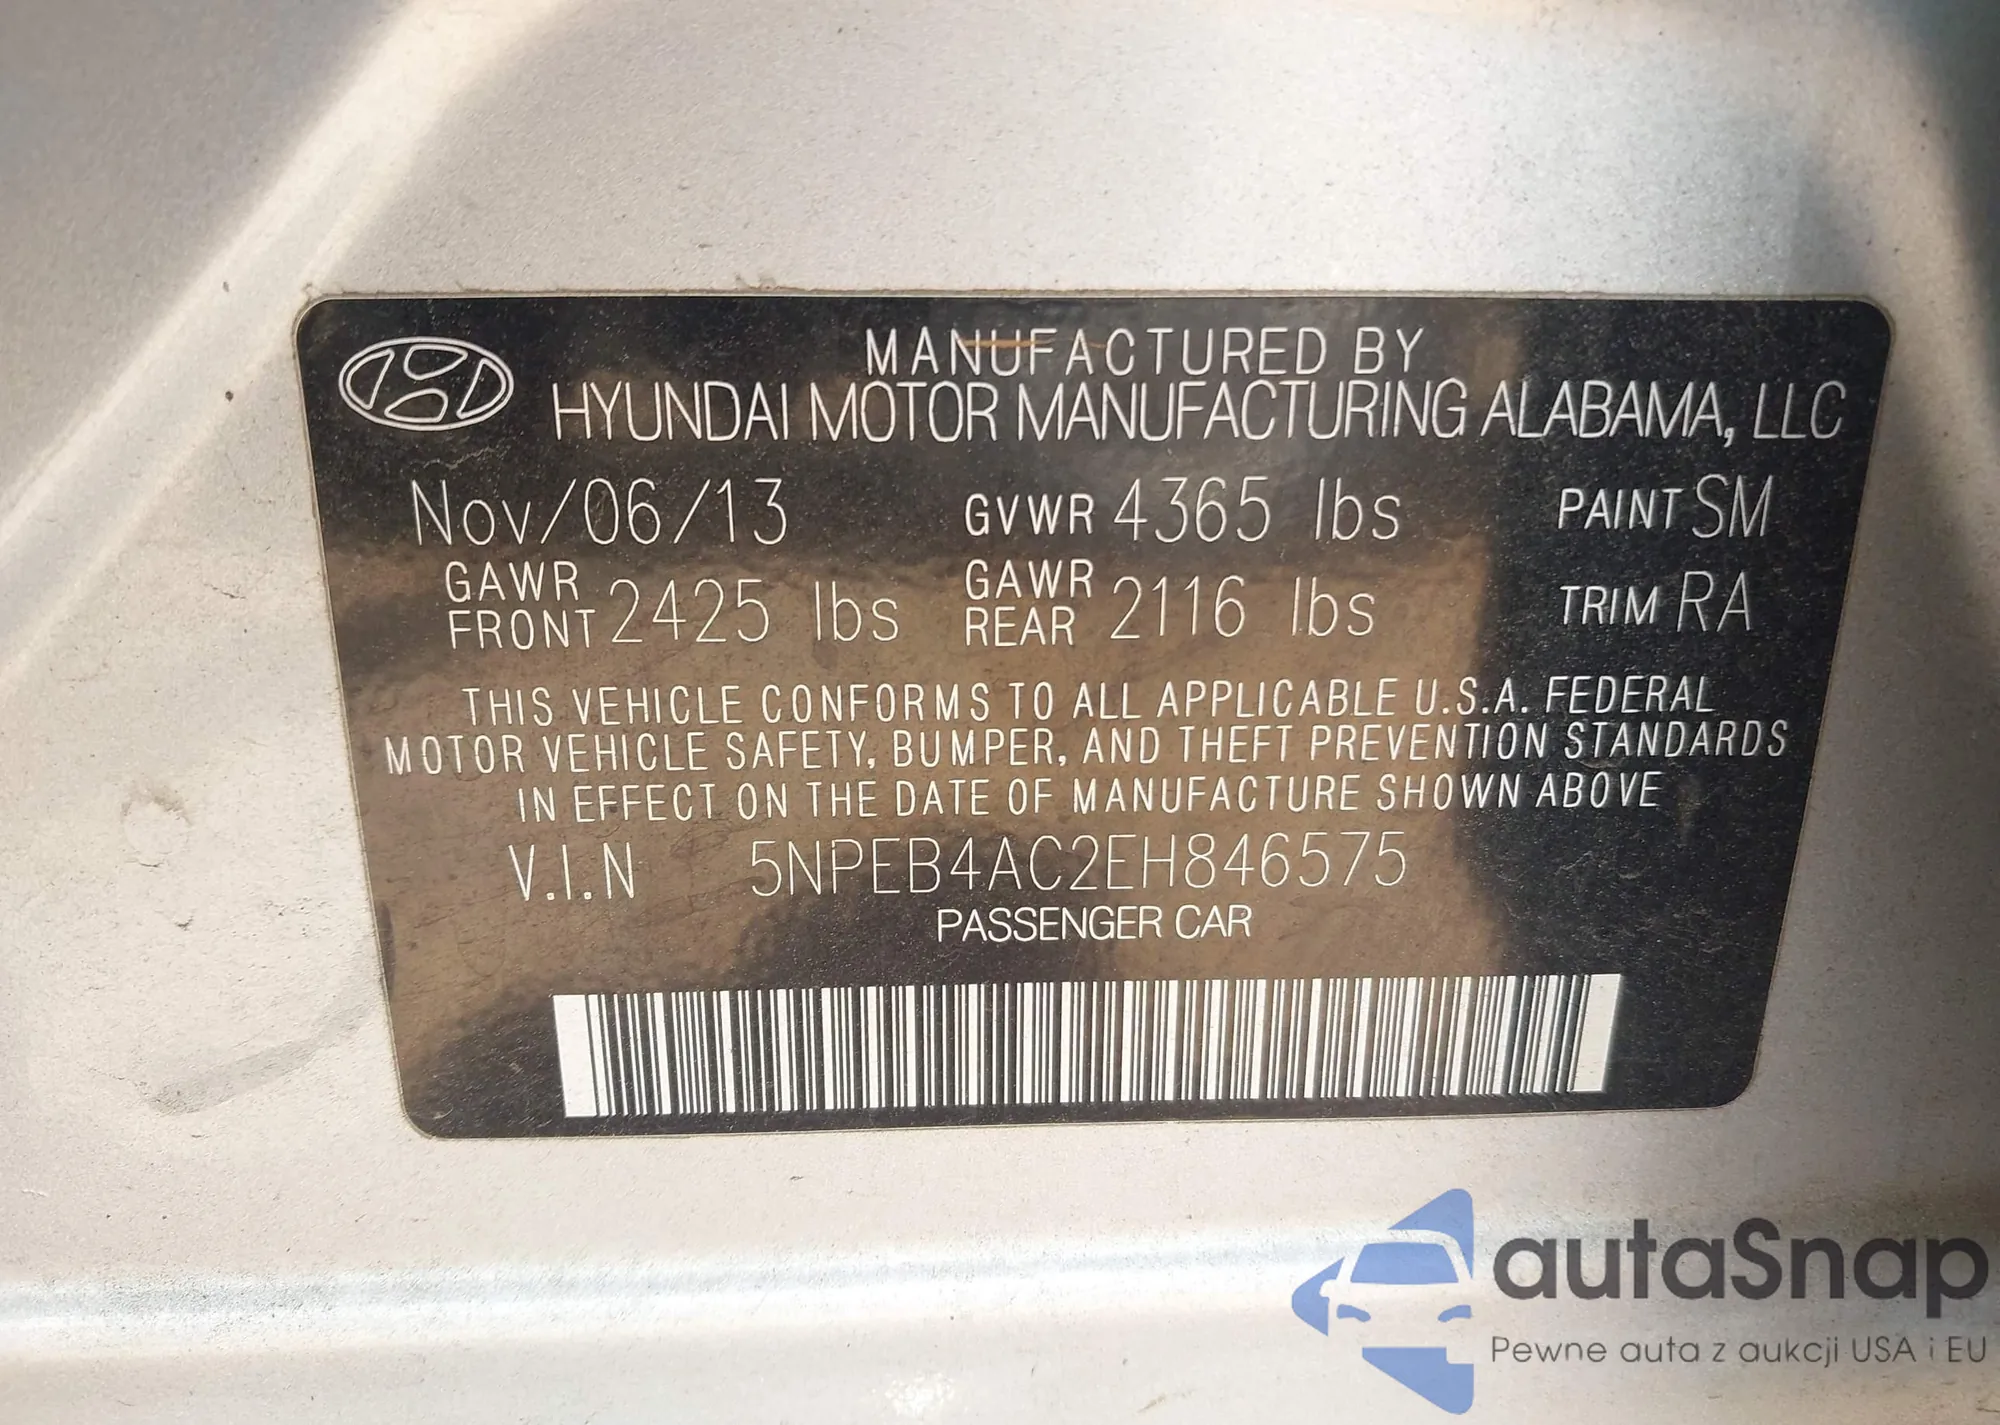 MANUFACTURED BY
HYUNDAI MOTOR MANUFACTURING ALABAMA, LLC
Nov/06/13 GVWR 4365 lbs PAINT SM
GAWR FRONT 2425 lbs GAWR REAR 2116 lbs TRIM RA
THIS VEHICLE CONFORMS TO ALL APPLICABLE U.S.A. FEDERAL
MOTOR VEHICLE SAFETY, BUMPER, AND THEFT PREVENTION STANDARDS
IN EFFECT ON THE DATE OF MANUFACTURE SHOWN ABOVE
V.I.N 5NPEB4AC2EH846575
PASSENGER CAR
autaSnap
Pewne auta z aukcji USA i EU